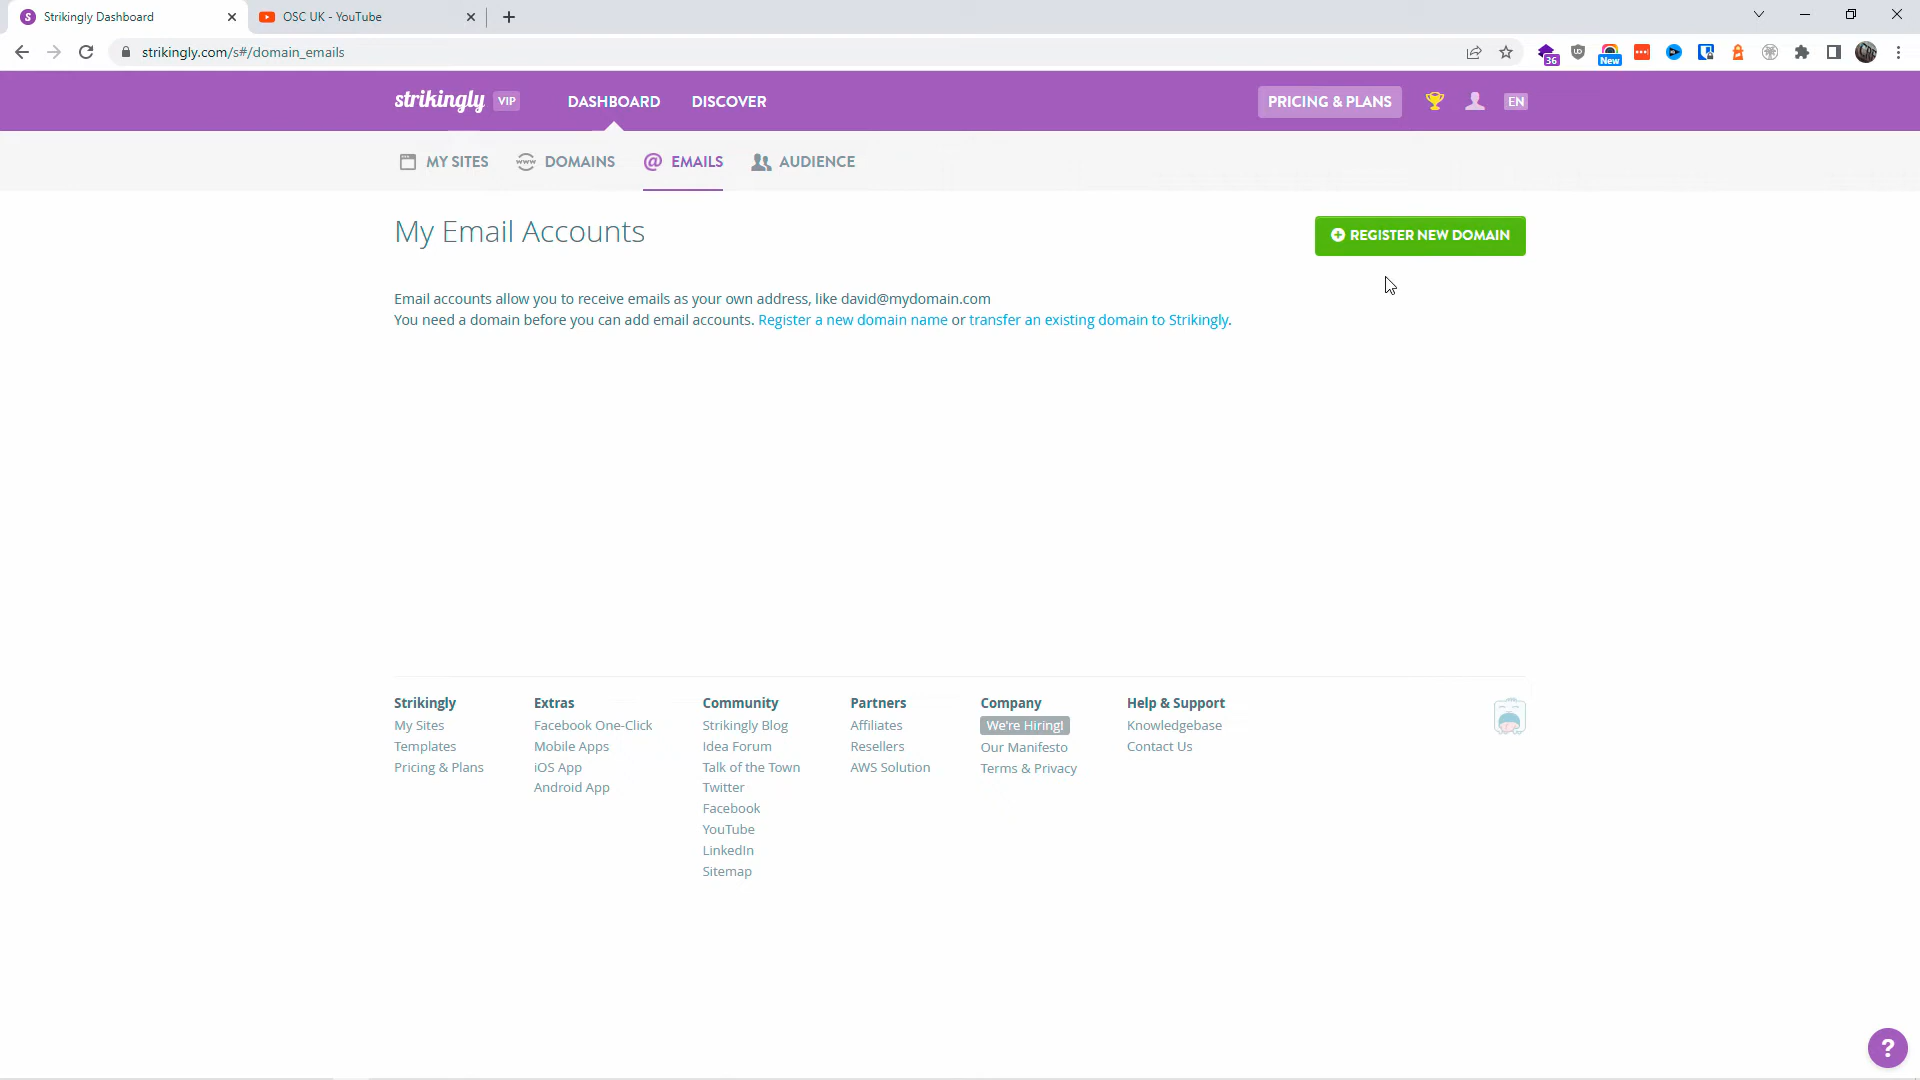 Strikingly Dashboard
OSC UK - YouTube
strikingly.com/s#/domain_emails
36
New
strikingly VIP
DASHBOARD
DISCOVER
PRICING & PLANS
EN
MY SITES
DOMAINS
@ EMAILS
AUDIENCE
My Email Accounts
REGISTER NEW DOMAIN
Email accounts allow you to receive emails as your own address, like david@mydomain.com
You need a domain before you can add email accounts. Register a new domain name or transfer an existing domain to Strikingly.
Strikingly
My Sites
Templates
Pricing & Plans
Extras
Facebook One-Click
Mobile Apps
iOS App
Android App
Community
Strikingly Blog
Idea Forum
Talk of the Town
Twitter
Facebook
YouTube
LinkedIn
Sitemap
Partners
Affiliates
Resellers
AWS Solution
Company
We're Hiring!
Our Manifesto
Terms & Privacy
Help & Support
Knowledgebase
Contact Us
?